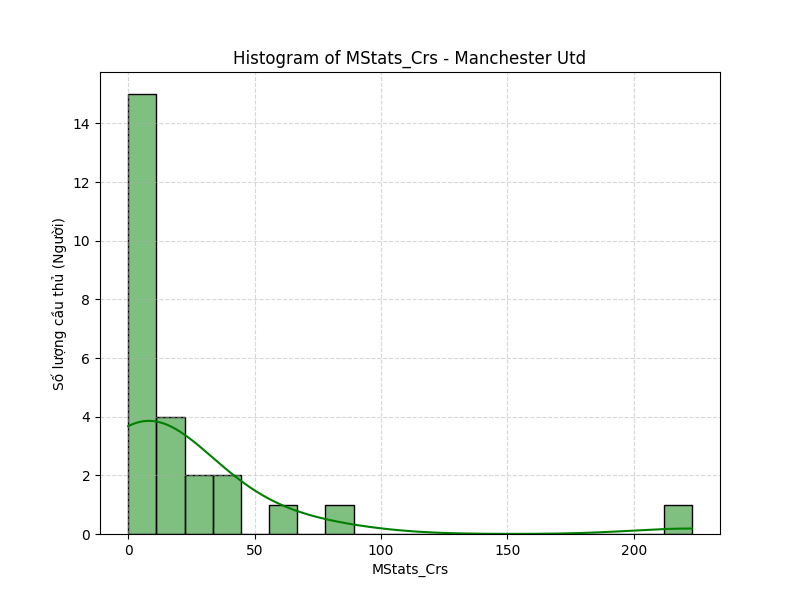 Histogram of MStats_Crs - Manchester Utd
Số lượng cầu thủ (Người)
14
12
10
8
6
4
2
0
0 50 100 150 200
MStats_Crs